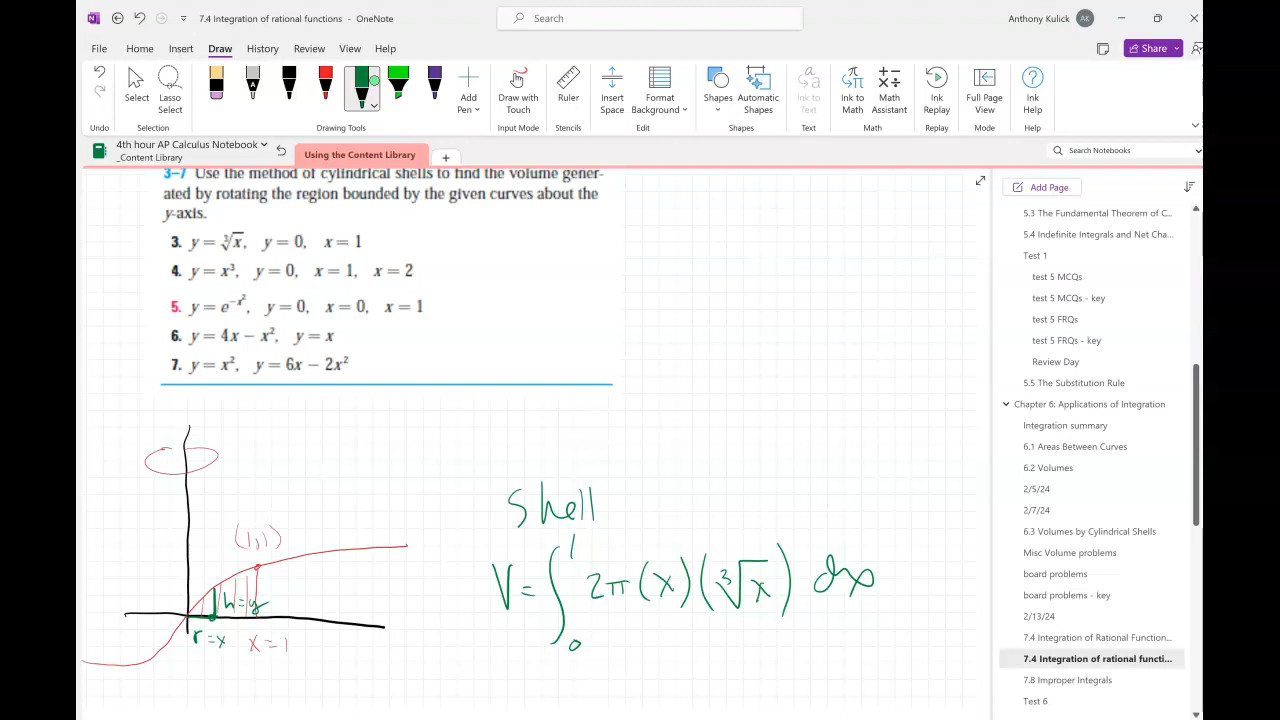 7.4 Integration of rational functions - OneNote
Search
Anthony Kulick AK
File Home Insert Draw History Review View Help
Share
Select Lasso Select Add Pen Draw with Touch Ruler Insert Space Format Background Shapes Automatic Shapes Ink to Text Ink to Math Math Assistant Ink Replay Full Page View Ink Help
Undo Selection Drawing Tools Input Mode Stencils Edit Shapes Text Math Replay Mode Help
4th hour AP Calculus Notebook
_Content Library
Using the Content Library
+
Search Notebooks
3–7 Use the method of cylindrical shells to find the volume gener-
ated by rotating the region bounded by the given curves about the
y-axis.
3. y = ∛x, y = 0, x = 1
4. y = x³, y = 0, x = 1, x = 2
5. y = e^{-x²}, y = 0, x = 0, x = 1
6. y = 4x − x², y = x
7. y = x², y = 6x − 2x²
(1,1)
h=y
r=x
x=1
Shell
V = ∫₀¹ 2π (x)(∛x) dx
Add Page
5.3 The Fundamental Theorem of C...
5.4 Indefinite Integrals and Net Cha...
Test 1
test 5 MCQs
test 5 MCQs - key
test 5 FRQs
test 5 FRQs - key
Review Day
5.5 The Substitution Rule
Chapter 6: Applications of Integration
Integration summary
6.1 Areas Between Curves
6.2 Volumes
2/5/24
2/7/24
6.3 Volumes by Cylindrical Shells
Misc Volume problems
board problems
board problems - key
2/13/24
7.4 Integration of Rational Function...
7.4 Integration of rational functi...
7.8 Improper Integrals
Test 6